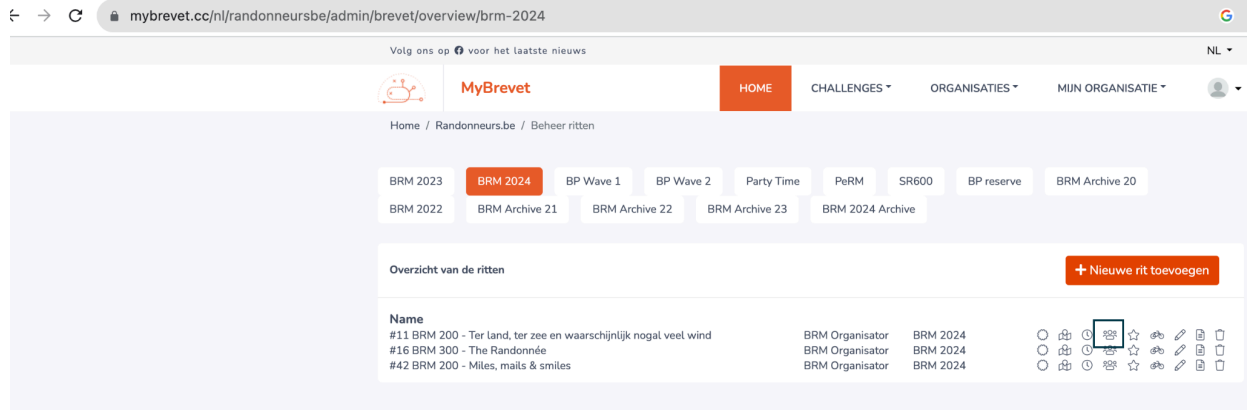 mybrevet.cc/nl/randonneursbe/admin/brevet/overview/brm-2024
Volg ons op voor het laatste nieuws
NL
MyBrevet
HOME
CHALLENGES
ORGANISATIES
MIJN ORGANISATIE
Home / Randonneurs.be / Beheer ritten
BRM 2023
BRM 2024
BP Wave 1
BP Wave 2
Party Time
PeRM
SR600
BP reserve
BRM Archive 20
BRM 2022
BRM Archive 21
BRM Archive 22
BRM Archive 23
BRM 2024 Archive
Overzicht van de ritten
+ Nieuwe rit toevoegen
Name
#11 BRM 200 - Ter land, ter zee en waarschijnlijk nogal veel wind BRM Organisator BRM 2024
#16 BRM 300 - The Randonnée BRM Organisator BRM 2024
#42 BRM 200 - Miles, mails & smiles BRM Organisator BRM 2024